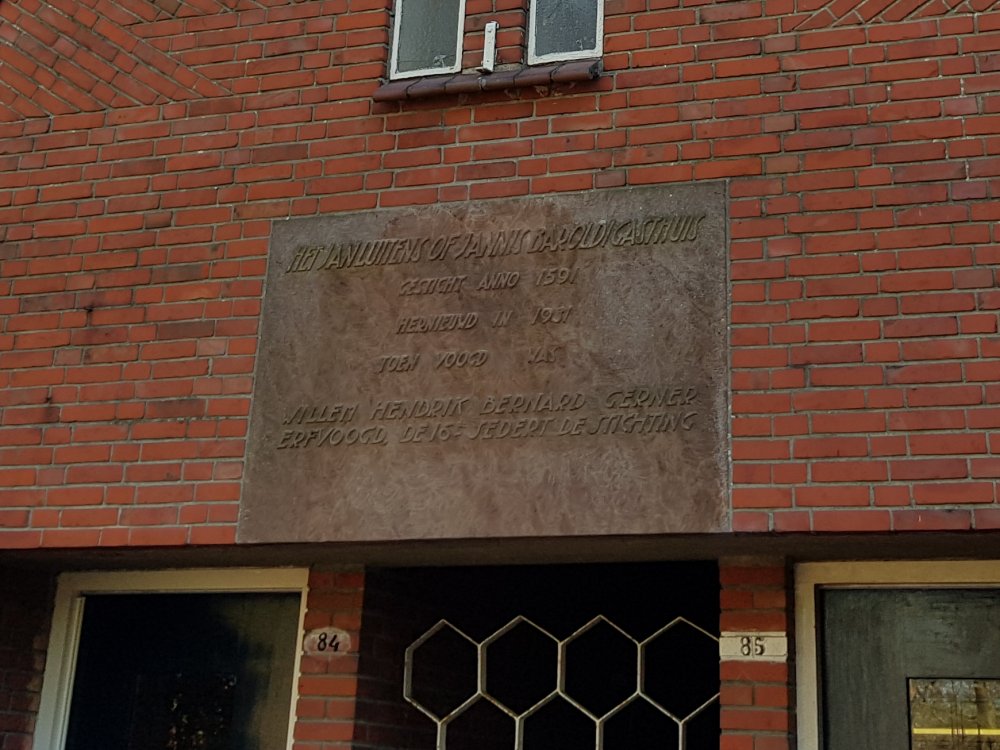 HET JAN LUITENS OF JANNIS BAROLDI GASTHUIS
GESTICHT ANNO 1591
HERNIEUWD IN 1931
TOEN VOOGD WAS
WILLEM HENDRIK BERNARD GERNER
ERFVOOGD, DE 16E SEDERT DE STICHTING
84
85